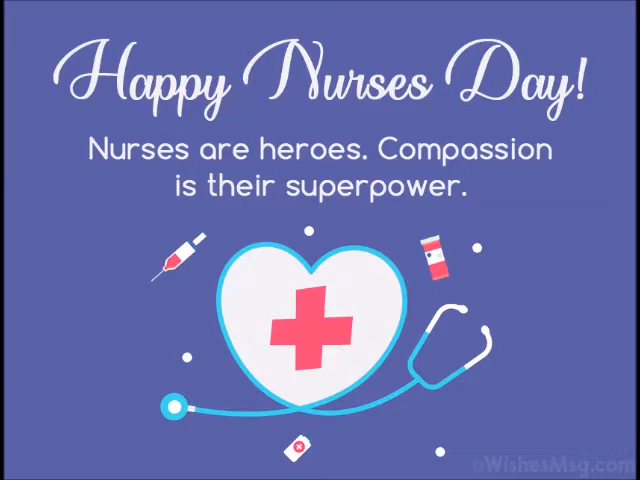 Happy Nurses Day!
Nurses are heroes. Compassion
is their superpower.
@WishesMsg.com